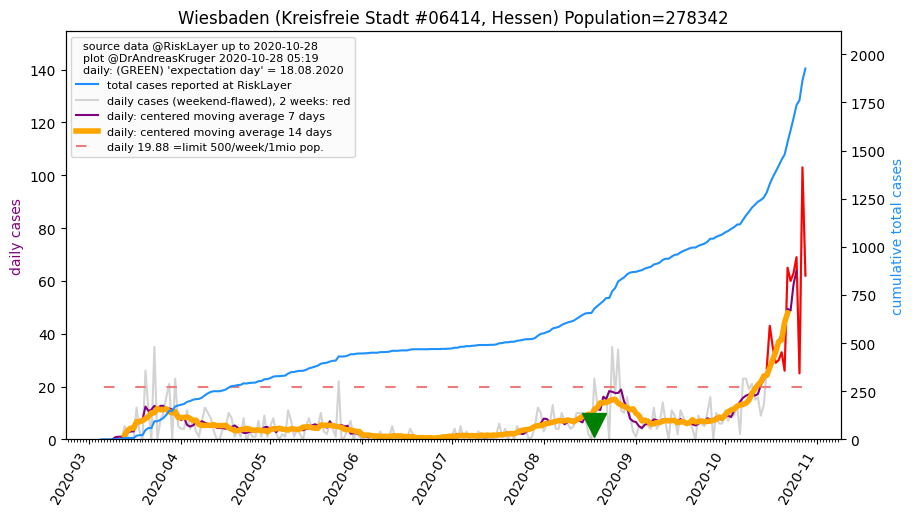 Wiesbaden (Kreisfreie Stadt #06414, Hessen) Population=278342
source data @RiskLayer up to 2020-10-28
plot @DrAndreasKruger 2020-10-28 05:19
daily: (GREEN) 'expectation day' = 18.08.2020
total cases reported at RiskLayer
daily cases (weekend-flawed), 2 weeks: red
daily: centered moving average 7 days
daily: centered moving average 14 days
daily 19.88 =limit 500/week/1mio pop.
daily cases
140
120
100
80
60
40
20
0
cumulative total cases
2000
1750
1500
1250
1000
750
500
250
0
2020-03
2020-04
2020-05
2020-06
2020-07
2020-08
2020-09
2020-10
2020-11